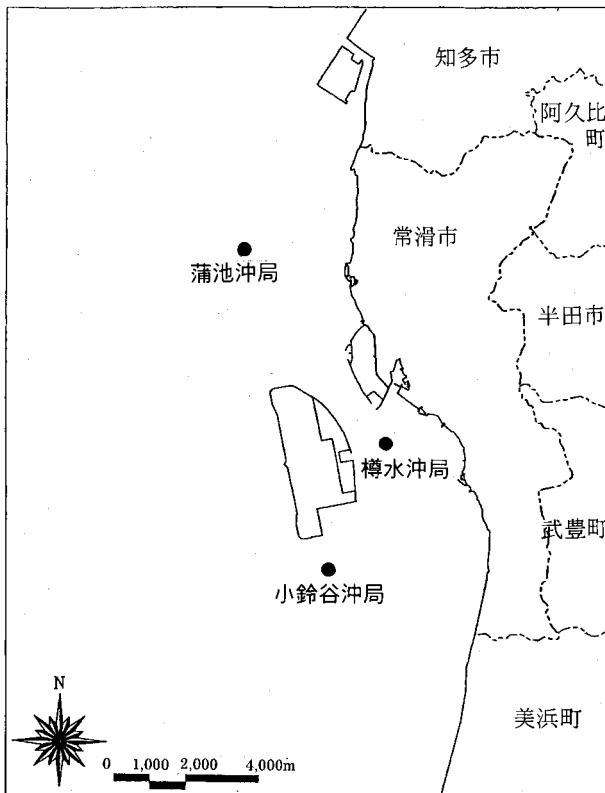 知多市
阿久比
町
常滑市
蒲池沖局
半田市
樽水沖局
武豊町
小鈴谷沖局
N
美浜町
0 1,000 2,000 4,000m